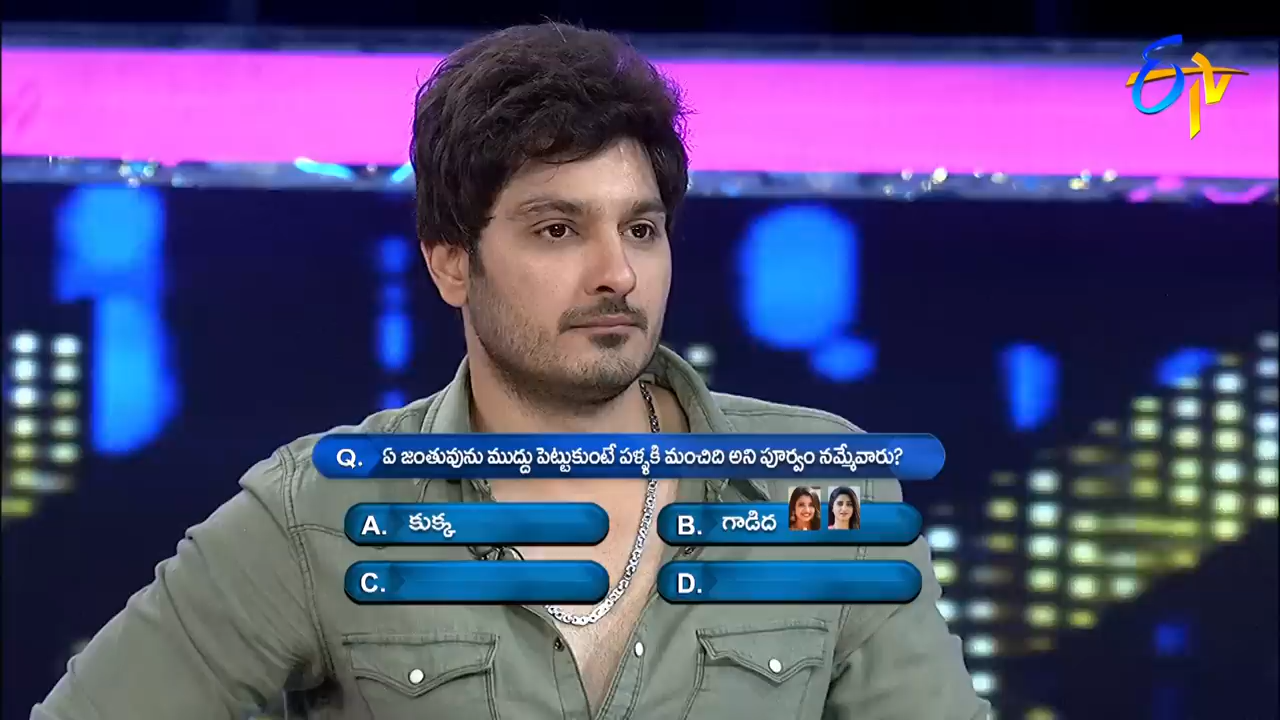 ETV
Q. ఏ జంతువును ముద్దు పెట్టుకుంటే పళ్ళకి మంచిది అని పూర్వం నమ్మేవారు?
A. కుక్క
B. గాడిద
C.
D.